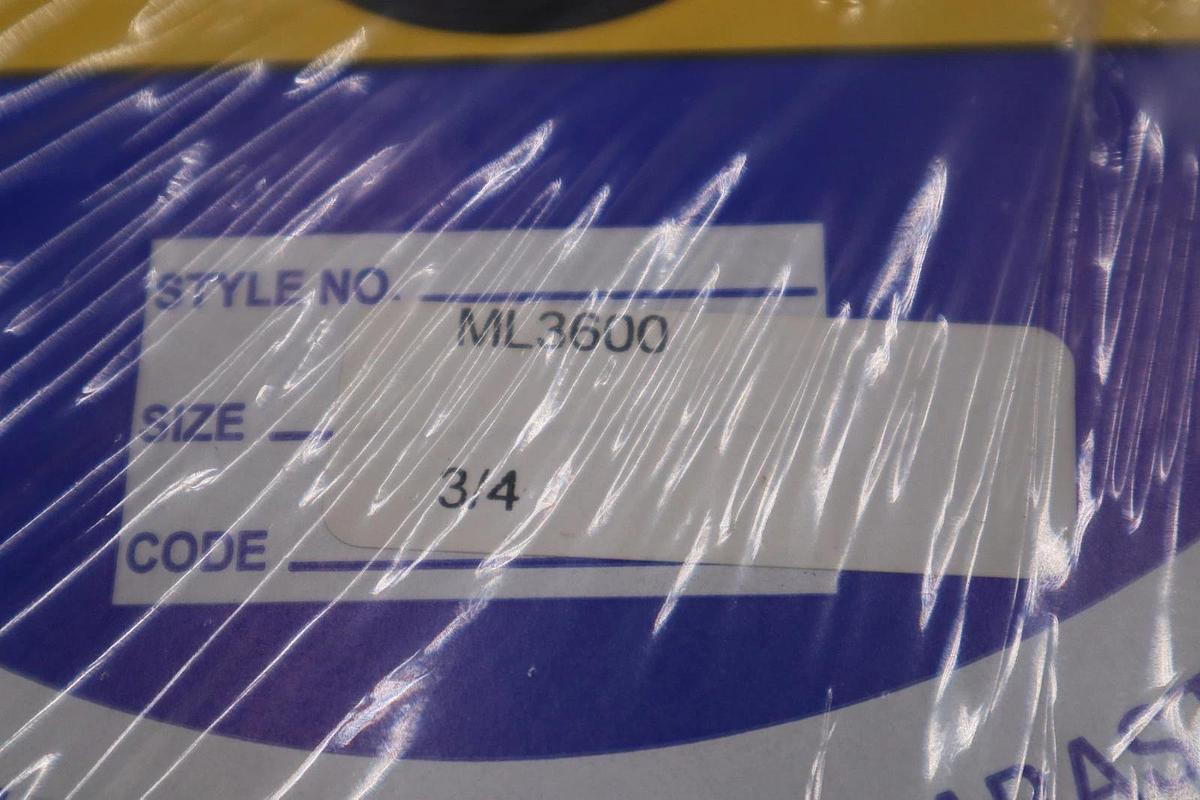 STYLE NO.
ML3600
SIZE
3/4
CODE